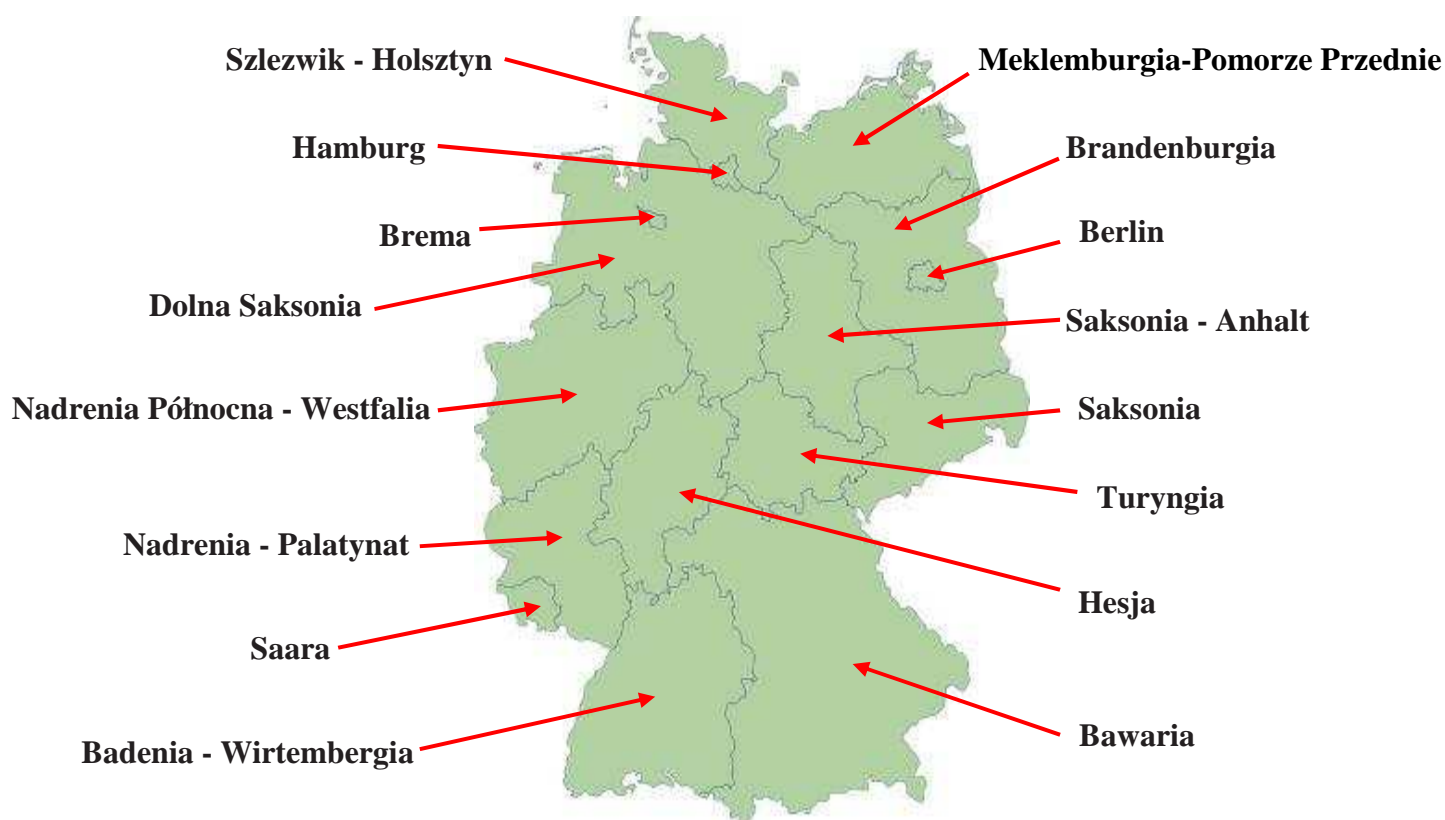 Szlezwik - Holsztyn
Meklemburgia-Pomorze Przednie
Hamburg
Brandenburgia
Brema
Berlin
Dolna Saksonia
Saksonia - Anhalt
Nadrenia Północna - Westfalia
Saksonia
Turyngia
Nadrenia - Palatynat
Hesja
Saara
Bawaria
Badenia - Wirtembergia